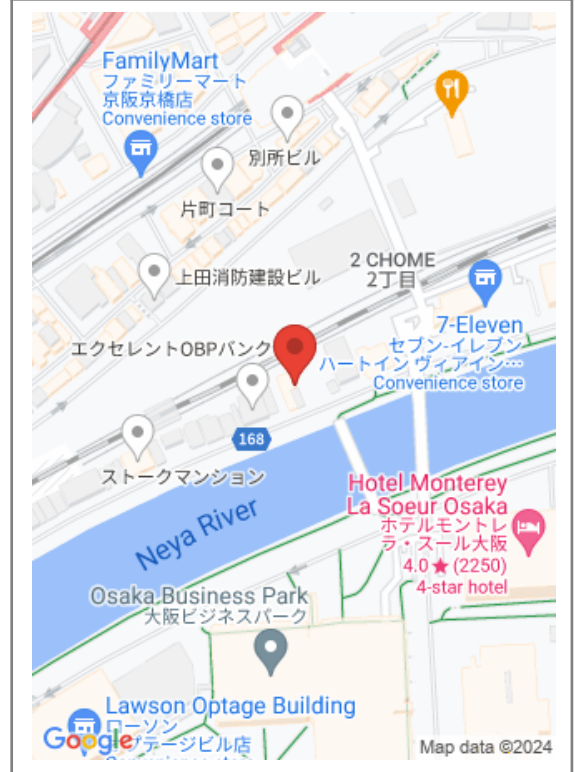 FamilyMart
ファミリーマート
京阪京橋店
Convenience store
別所ビル
片町コート
上田消防建設ビル
2 CHOME
2丁目
7-Eleven
セブン-イレブン
ハートイン ヴィアイン…
Convenience store
エクセレントOBPバンク
168
ストークマンション
Neya River
Hotel Monterey
La Soeur Osaka
ホテルモントレ
ラ・スール大阪
4.0★ (2250)
4-star hotel
Osaka Business Park
大阪ビジネスパーク
Lawson Optage Building
ローソン
プテージビル店
Google
Map data ©2024